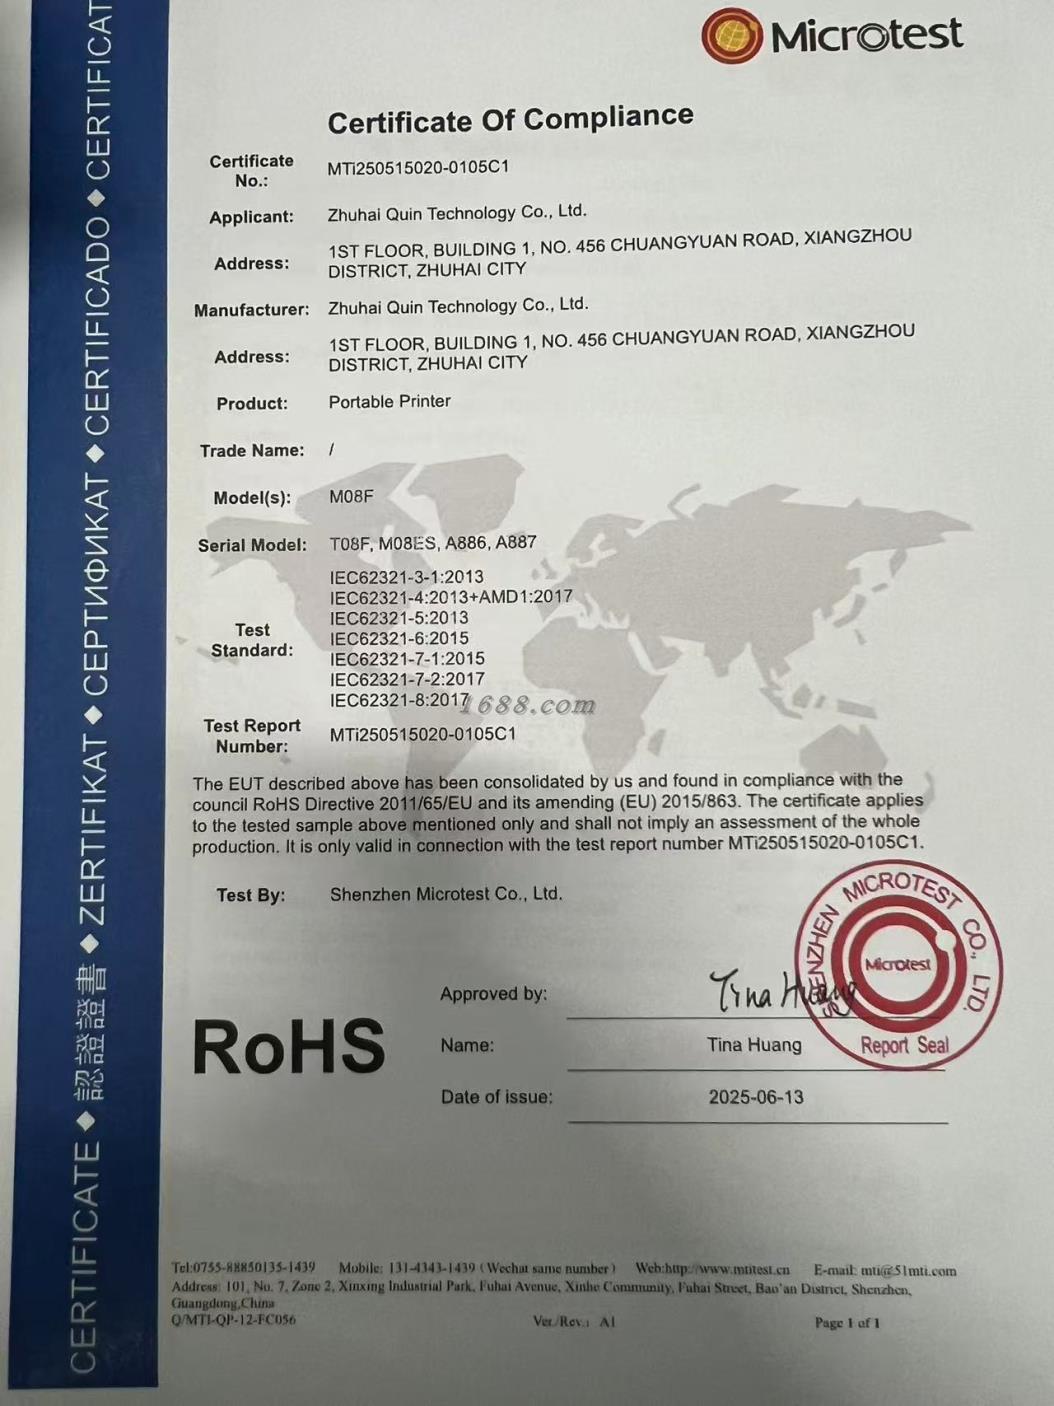 Microtest
Certificate Of Compliance
Certificate No.: MTi250515020-0105C1
Applicant: Zhuhai Quin Technology Co., Ltd.
Address: 1ST FLOOR, BUILDING 1, NO. 456 CHUANGYUAN ROAD, XIANGZHOU
DISTRICT, ZHUHAI CITY
Manufacturer: Zhuhai Quin Technology Co., Ltd.
Address: 1ST FLOOR, BUILDING 1, NO. 456 CHUANGYUAN ROAD, XIANGZHOU
DISTRICT, ZHUHAI CITY
Product: Portable Printer
Trade Name: /
Model(s): M08F
Serial Model: T08F, M08ES, A886, A887
Test Standard:
IEC62321-3-1:2013
IEC62321-4:2013+AMD1:2017
IEC62321-5:2013
IEC62321-6:2015
IEC62321-7-1:2015
IEC62321-7-2:2017
IEC62321-8:2017
1688.com
Test Report Number: MTi250515020-0105C1
The EUT described above has been consolidated by us and found in compliance with the
council RoHS Directive 2011/65/EU and its amending (EU) 2015/863. The certificate applies
to the tested sample above mentioned only and shall not imply an assessment of the whole
production. It is only valid in connection with the test report number MTi250515020-0105C1.
Test By: Shenzhen Microtest Co., Ltd.
RoHS
Approved by: Tina Huang
Name: Tina Huang
Date of issue: 2025-06-13
SHENZHEN MICROTEST CO., LTD.
Microtest
Report Seal
Tel:0755-88850135-1439 Mobile: 131-4343-1439 (Wechat same number) Web:http://www.mtitest.cn E-mail: mti@51mti.com
Address: 101, No. 7, Zone 2, Xinxing Industrial Park, Fuhai Avenue, Xinhe Community, Fuhai Street, Bao'an District, Shenzhen,
Guangdong,China
Q/MTI-QP-12-FC056 Ver./Rev.: A1 Page 1 of 1
CERTIFICATE ◆ 認證證書 ◆ ZERTIFIKAT ◆ СЕРТИФИКАТ ◆ CERTIFICADO ◆ CERTIFICAT